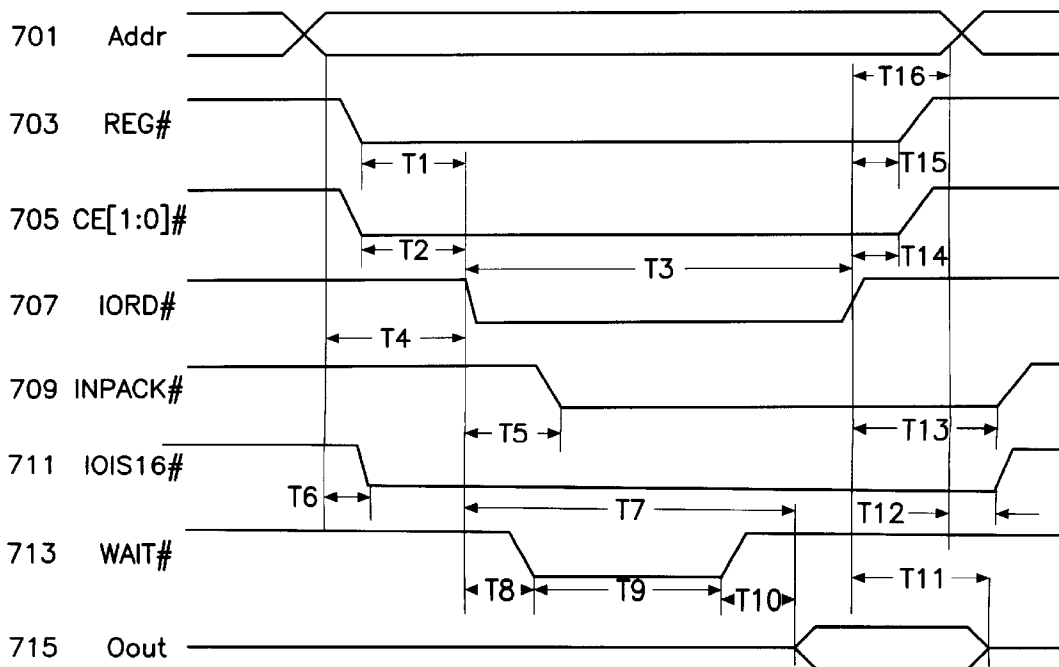 701 Addr
T16
703 REG#
T1
T15
705 CE[1:0]#
T2
T14
T3
707 IORD#
T4
709 INPACK#
T5
T13
711 IOIS16#
T6
T7
T12
713 WAIT#
T8
T9
T10
T11
715 Oout